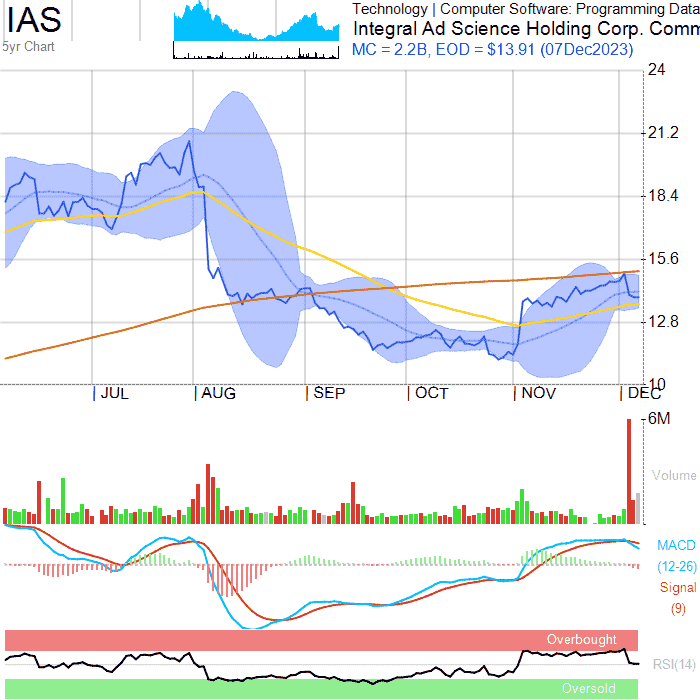 IAS
5yr Chart
Technology | Computer Software: Programming Data
Integral Ad Science Holding Corp. Comm
MC = 2.2B, EOD = $13.91 (07Dec2023)
24
21.2
18.4
15.6
12.8
10
JUL AUG SEP OCT NOV DEC
6M
Volume
MACD
(12-26)
Signal
(9)
Overbought
RSI(14)
Oversold